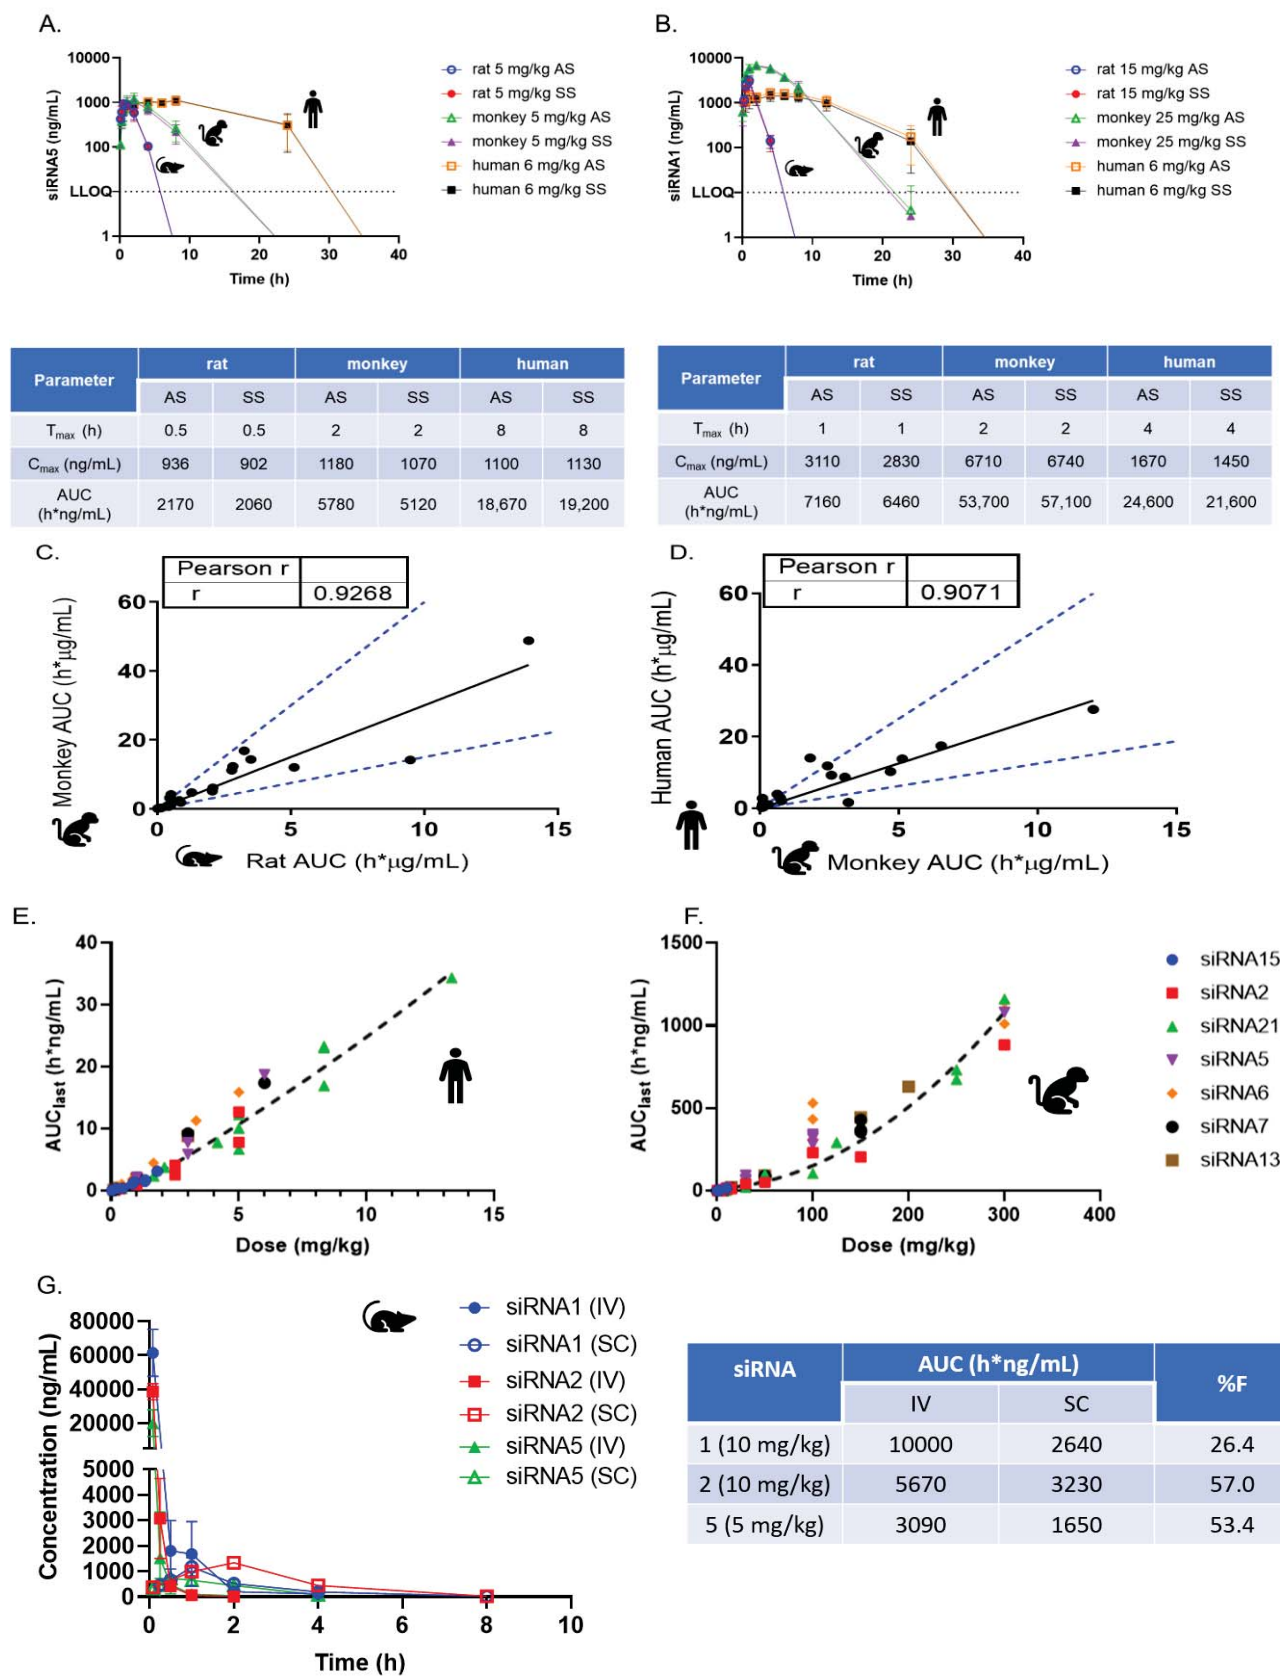 A.
10000
1000
100
LLOQ
1
siRNA5 (ng/mL)
0 10 20 30 40
Time (h)
rat 5 mg/kg AS
rat 5 mg/kg SS
monkey 5 mg/kg AS
monkey 5 mg/kg SS
human 6 mg/kg AS
human 6 mg/kg SS
B.
10000
1000
100
LLOQ
1
siRNA1 (ng/mL)
0 10 20 30 40
Time (h)
rat 15 mg/kg AS
rat 15 mg/kg SS
monkey 25 mg/kg AS
monkey 25 mg/kg SS
human 6 mg/kg AS
human 6 mg/kg SS
Parameter rat monkey human
AS SS AS SS AS SS
Tmax (h) 0.5 0.5 2 2 8 8
Cmax (ng/mL) 936 902 1180 1070 1100 1130
AUC
(h*ng/mL) 2170 2060 5780 5120 18,670 19,200
Parameter rat monkey human
AS SS AS SS AS SS
Tmax (h) 1 1 2 2 4 4
Cmax (ng/mL) 3110 2830 6710 6740 1670 1450
AUC
(h*ng/mL) 7160 6460 53,700 57,100 24,600 21,600
C.
Pearson r
r 0.9268
60
40
20
0
Monkey AUC (h*µg/mL)
0 5 10 15
Rat AUC (h*µg/mL)
D.
Pearson r
r 0.9071
60
40
20
0
Human AUC (h*µg/mL)
0 5 10 15
Monkey AUC (h*µg/mL)
E.
40
30
20
10
0
AUClast (h*ng/mL)
0 5 10 15
Dose (mg/kg)
F.
1500
1000
500
0
AUClast (h*ng/mL)
0 100 200 300 400
Dose (mg/kg)
siRNA15
siRNA2
siRNA21
siRNA5
siRNA6
siRNA7
siRNA13
G.
80000
60000
40000
20000
5000
4000
3000
2000
1000
0
Concentration (ng/mL)
0 2 4 6 8 10
Time (h)
siRNA1 (IV)
siRNA1 (SC)
siRNA2 (IV)
siRNA2 (SC)
siRNA5 (IV)
siRNA5 (SC)
siRNA AUC (h*ng/mL) %F
IV SC
1 (10 mg/kg) 10000 2640 26.4
2 (10 mg/kg) 5670 3230 57.0
5 (5 mg/kg) 3090 1650 53.4